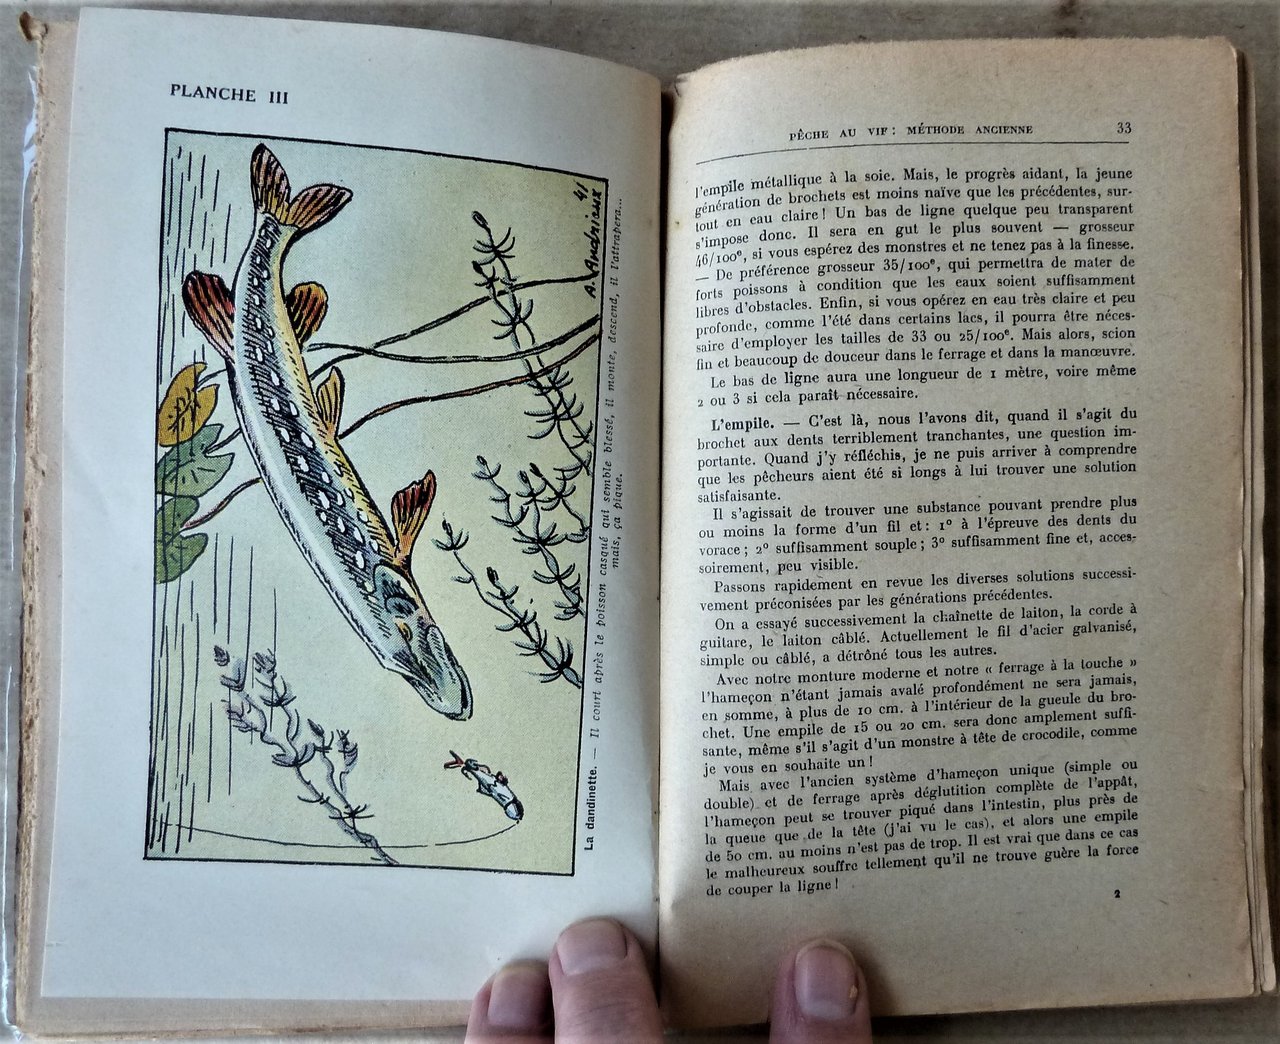 PLANCHE III
A. Andrieux 41
La dandinette. — Il court après le poisson casqué qui semble blessé, il monte, descend, il l'attrapera...
mais, ça pique.
PÊCHE AU VIF : MÉTHODE ANCIENNE 33
l'empile métallique à la soie. Mais, le progrès aidant, la jeune
génération de brochets est moins naïve que les précédentes, sur-
tout en eau claire ! Un bas de ligne quelque peu transparent
s'impose donc. Il sera en gut le plus souvent — grosseur
46/100e, si vous espérez des monstres et ne tenez pas à la finesse.
— De préférence grosseur 35/100e, qui permettra de mater de
forts poissons à condition que les eaux soient suffisamment
libres d'obstacles. Enfin, si vous opérez en eau très claire et peu
profonde, comme l'été dans certains lacs, il pourra être néces-
saire d'employer les tailles de 33 ou 25/100e. Mais alors, scion
fin et beaucoup de douceur dans le ferrage et dans la manœuvre.
Le bas de ligne aura une longueur de 1 mètre, voire même
2 ou 3 si cela paraît nécessaire.
L'empile. — C'est là, nous l'avons dit, quand il s'agit du
brochet aux dents terriblement tranchantes, une question im-
portante. Quand j'y réfléchis, je ne puis arriver à comprendre
que les pêcheurs aient été si longs à lui trouver une solution
satisfaisante.
Il s'agissait de trouver une substance pouvant prendre plus
ou moins la forme d'un fil et : 1° à l'épreuve des dents du
vorace ; 2° suffisamment souple ; 3° suffisamment fine et, acces-
soirement, peu visible.
Passons rapidement en revue les diverses solutions successi-
vement préconisées par les générations précédentes.
On a essayé successivement la chaînette de laiton, la corde à
guitare, le laiton câblé. Actuellement le fil d'acier galvanisé,
simple ou câblé, a détrôné tous les autres.
Avec notre monture moderne et notre « ferrage à la touche »
l'hameçon n'étant jamais avalé profondément ne sera jamais,
en somme, à plus de 10 cm. à l'intérieur de la gueule du bro-
chet. Une empile de 15 ou 20 cm. sera donc amplement suffi-
sante, même s'il s'agit d'un monstre à tête de crocodile, comme
je vous en souhaite un !
Mais avec l'ancien système d'hameçon unique (simple ou
double) et de ferrage après déglutition complète de l'appât,
l'hameçon peut se trouver piqué dans l'intestin, plus près de
la queue que de la tête (j'ai vu le cas), et alors une empile
de 50 cm. au moins n'est pas de trop. Il est vrai que dans ce cas
le malheureux souffre tellement qu'il ne trouve guère la force
de couper la ligne !
2